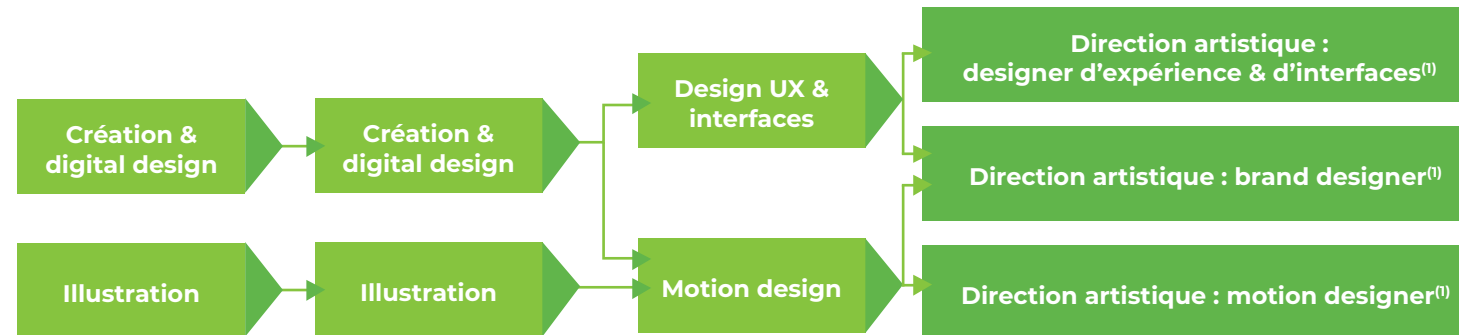 Création &
digital design
Création &
digital design
Design UX &
interfaces
Direction artistique :
designer d’expérience & d’interfaces(1)
Direction artistique : brand designer(1)
Illustration
Illustration
Motion design
Direction artistique : motion designer(1)